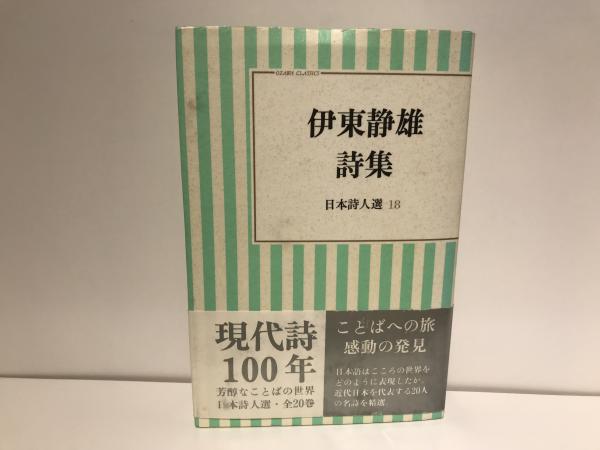 OZAWA CLASSICS
伊東静雄
詩集
日本詩人選 18
現代詩
100年
芳醇なことばの世界
日本詩人選・全20巻
ことばへの旅
感動の発見
日本語はこころの世界を
どのように表現したか。
近代日本を代表する20人
の名詩を精選